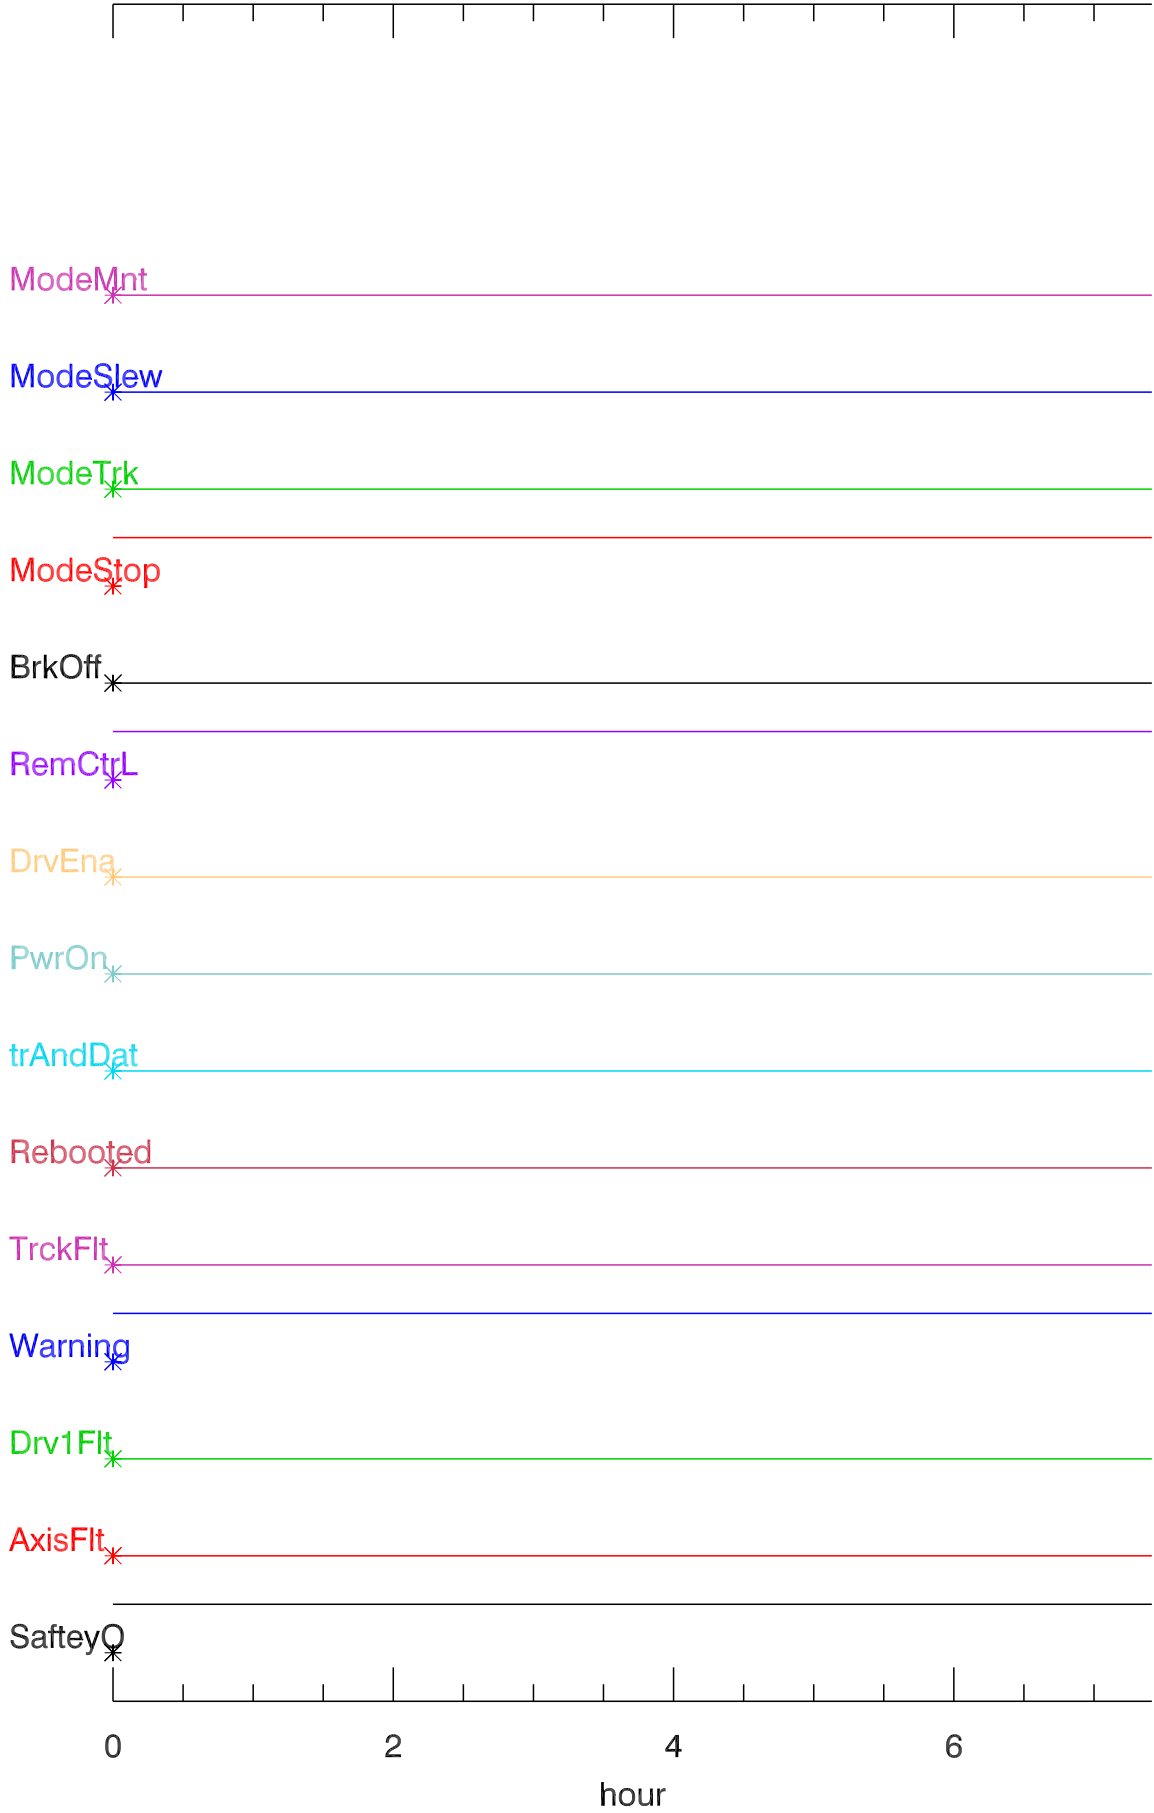 ModeMnt
ModeSlew
ModeTrk
ModeStop
BrkOff
RemCtrL
DrvEna
PwrOn
trAndDat
Rebooted
TrckFlt
Warning
Drv1Flt
AxisFlt
SafteyO
0 2 4 6
hour